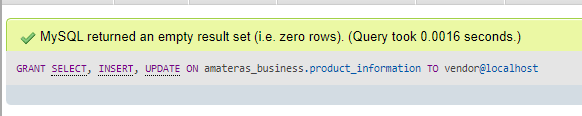 MySQL returned an empty result set (i.e. zero rows). (Query took 0.0016 seconds.)
GRANT SELECT, INSERT, UPDATE ON amateras_business.product_information TO vendor@localhost